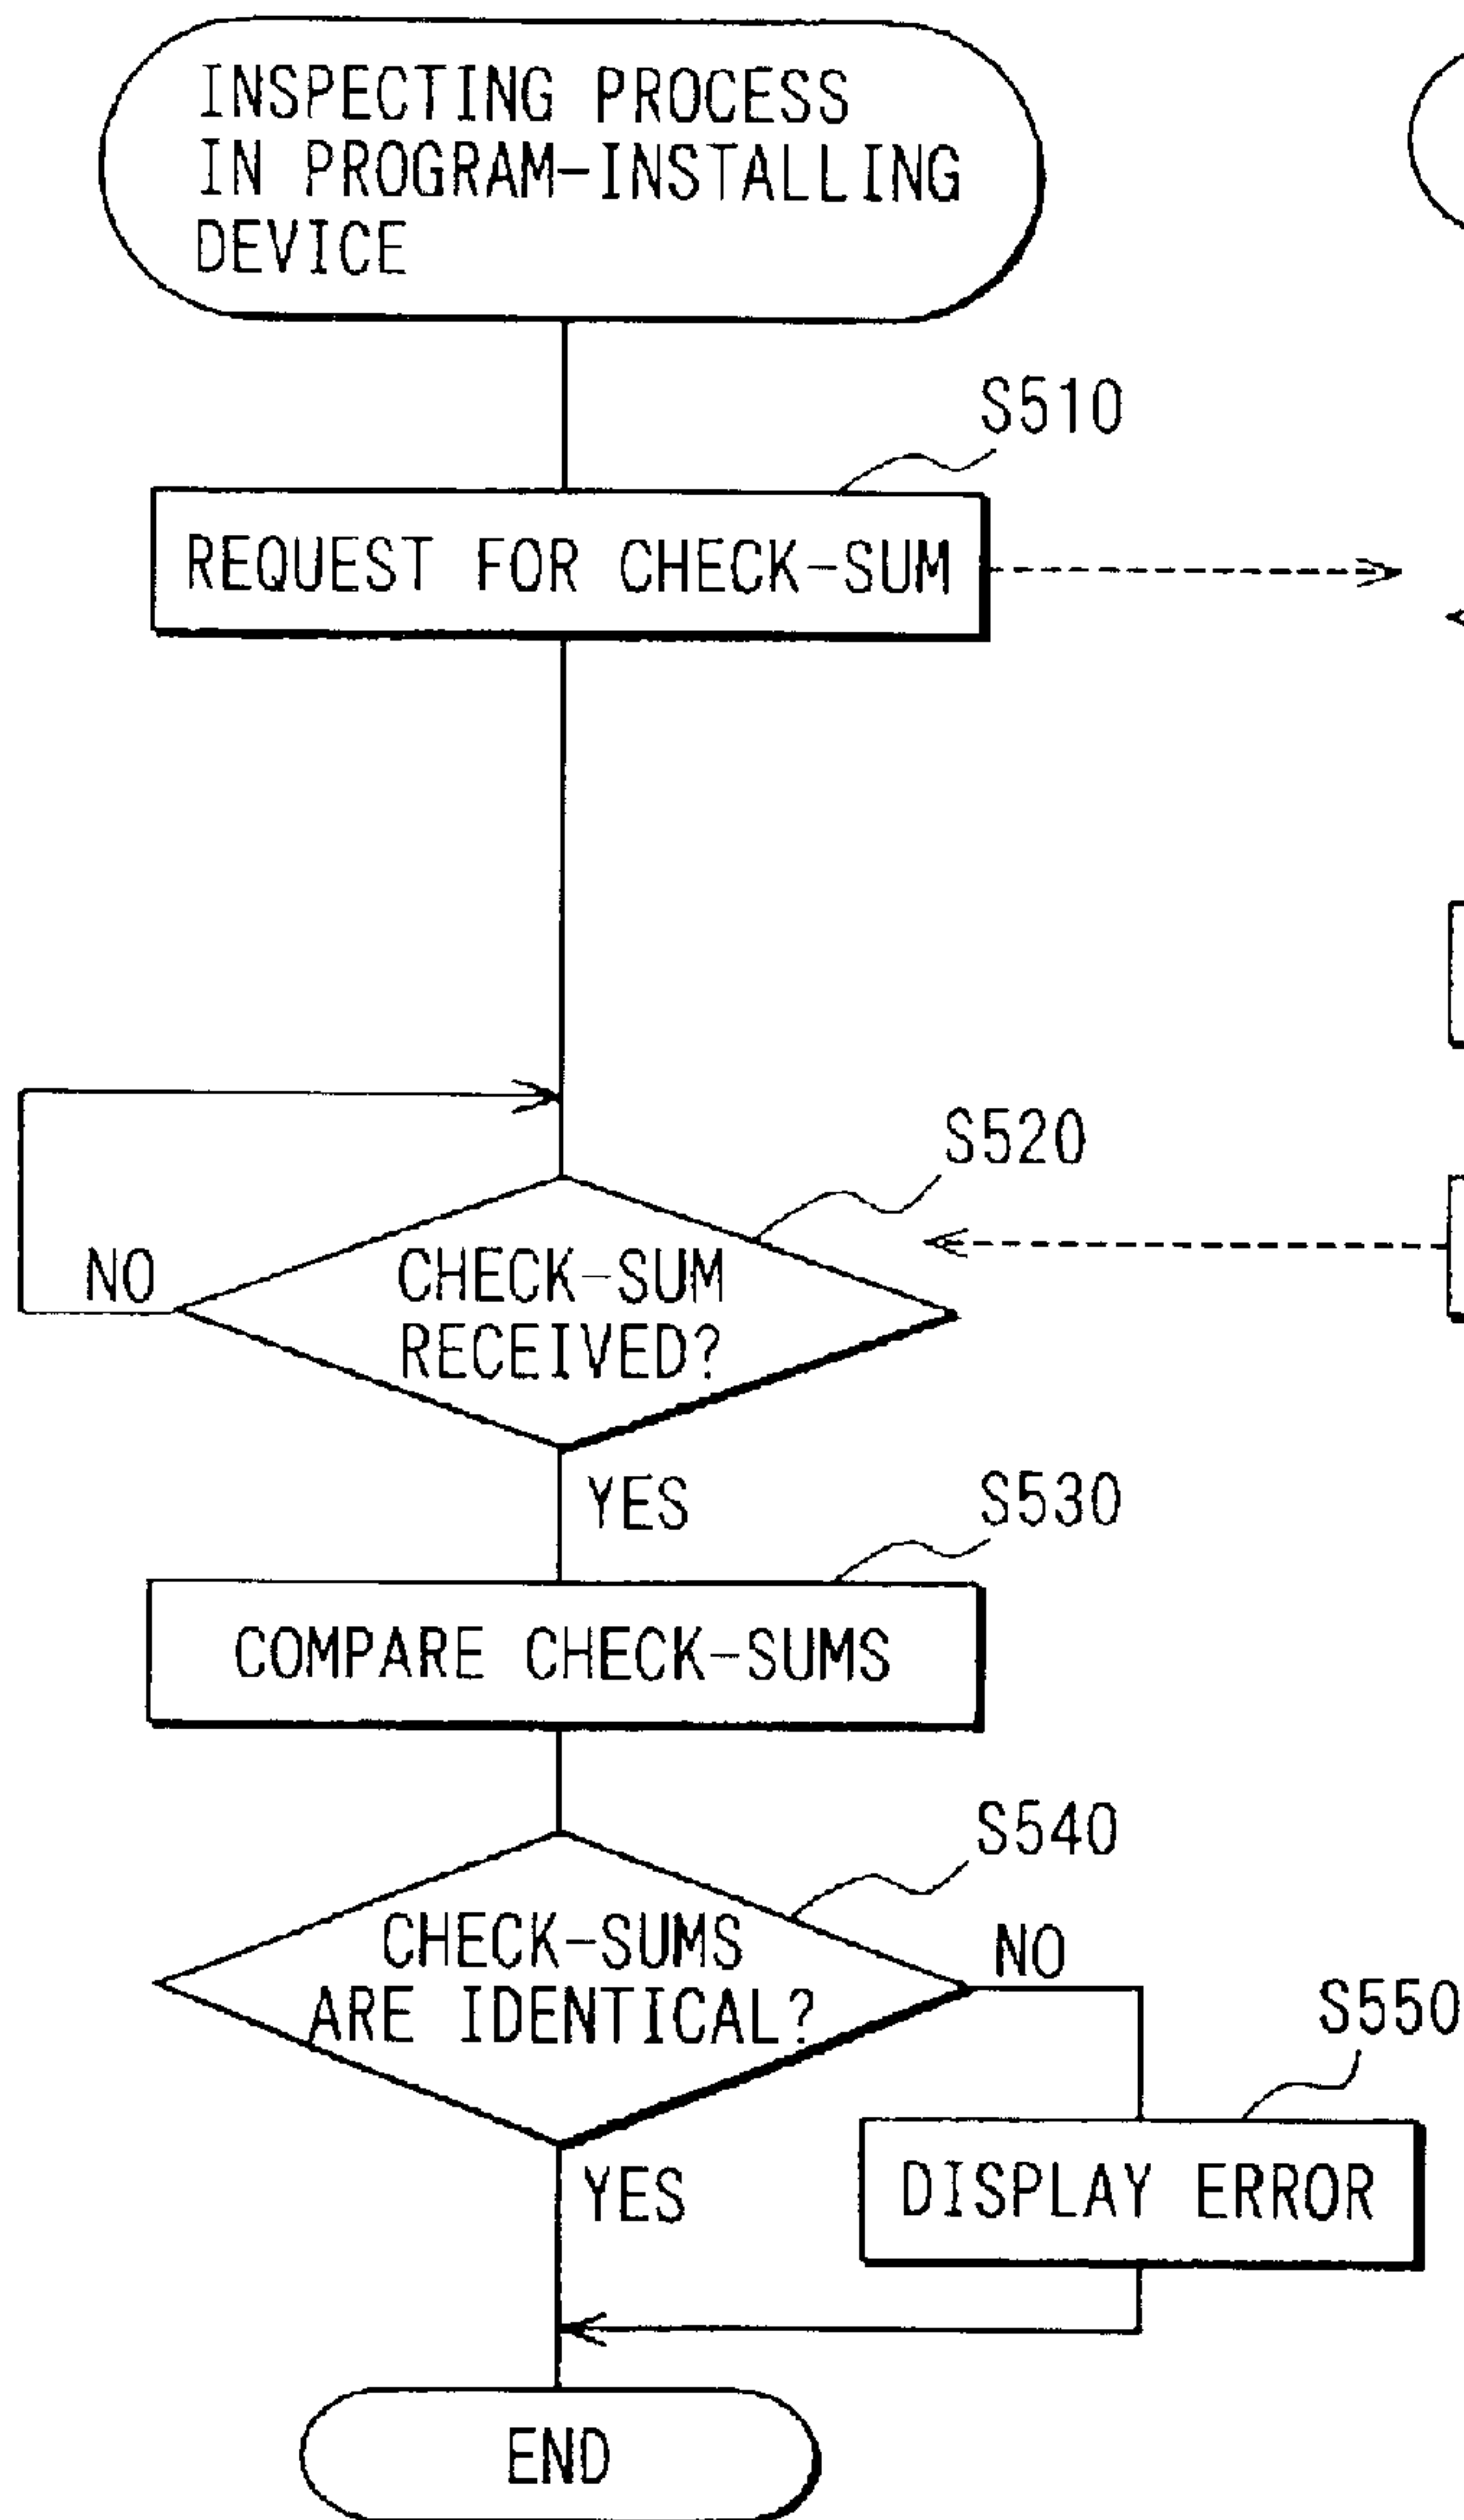 INSPECTING PROCESS
IN PROGRAM-INSTALLING
DEVICE
S510
REQUEST FOR CHECK-SUM
S520
NO
CHECK-SUM
RECEIVED?
YES
S530
COMPARE CHECK-SUMS
S540
CHECK-SUMS
ARE IDENTICAL?
NO
S550
YES
DISPLAY ERROR
END